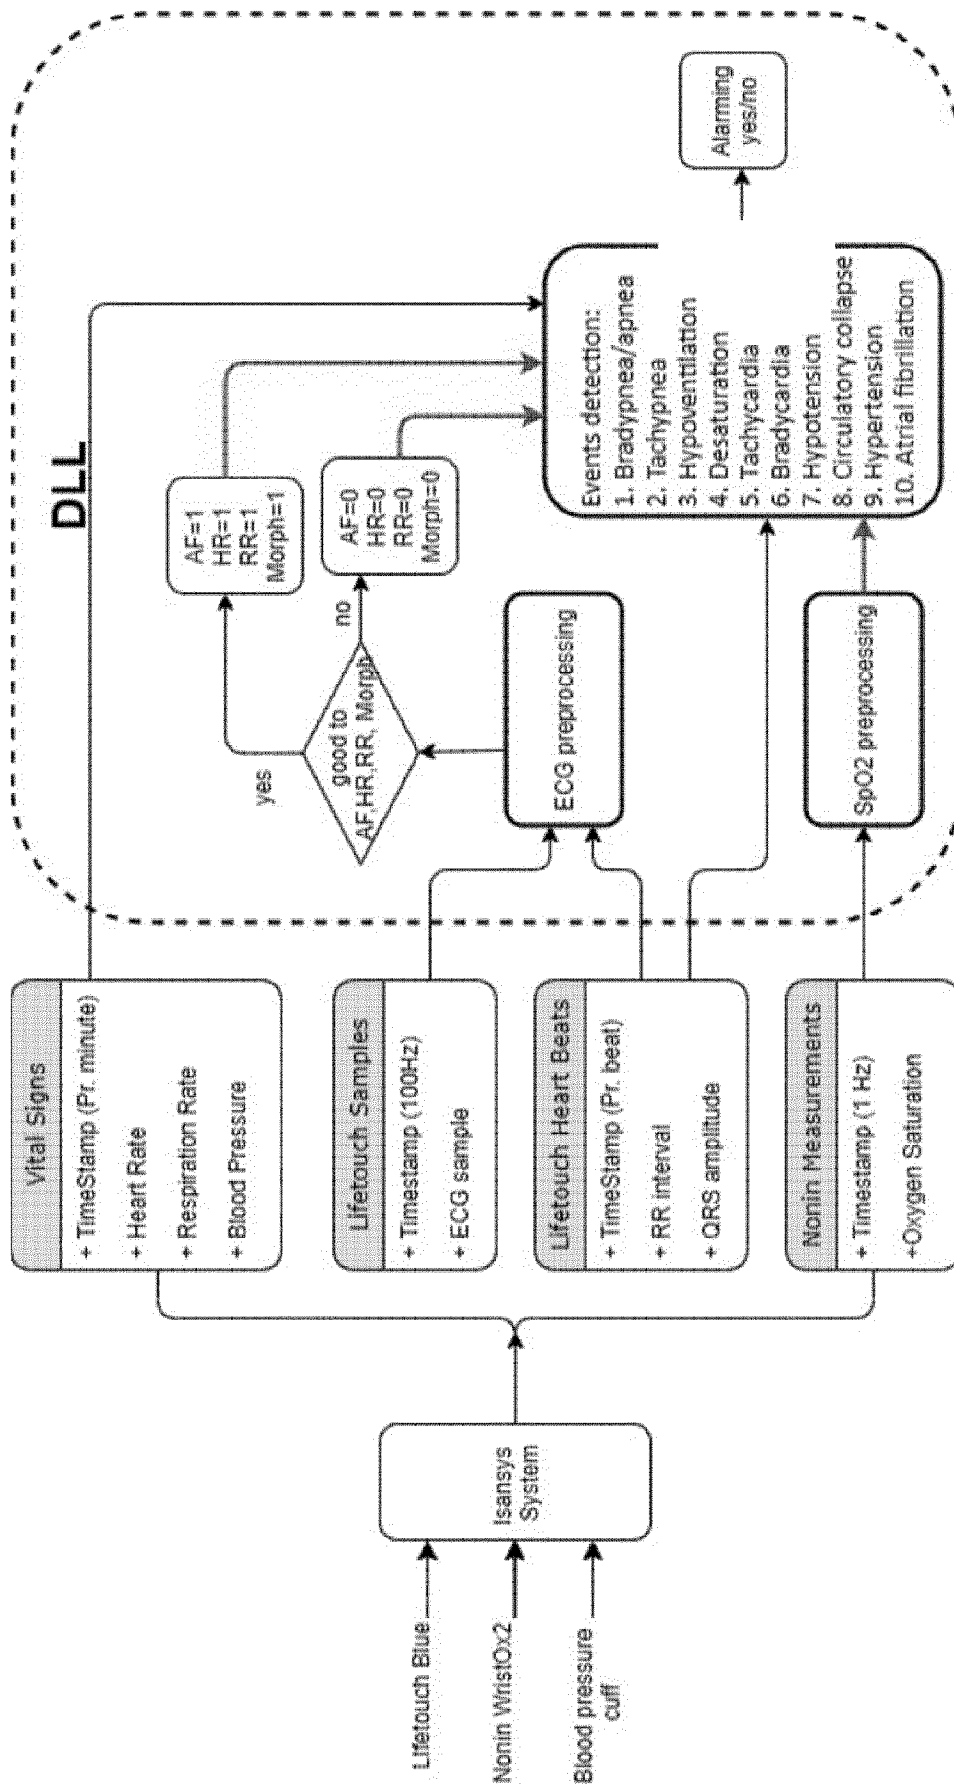 Lifetouch Blue
Nonin WristOx2
Blood pressure
cuff
Isansys
System
Vital Signs
+ TimeStamp (Pr. minute)
+ Heart Rate
+ Respiration Rate
+ Blood Pressure
Lifetouch Samples
+ Timestamp (100Hz)
+ ECG sample
Lifetouch Heart Beats
+ TimeStamp (Pr. beat)
+ RR interval
+ QRS amplitude
Nonin Measurements
+ Timestamp (1 Hz)
+Oxygen Saturation
DLL
ECG preprocessing
SpO2 preprocessing
good to
AF,HR,RR, Morph
yes
no
AF=1
HR=1
RR=1
Morph=1
AF=0
HR=0
RR=0
Morph=0
Events detection:
1. Bradypnea/apnea
2. Tachypnea
3. Hypoventilation
4. Desaturation
5. Tachycardia
6. Bradycardia
7. Hypotension
8. Circulatory collapse
9. Hypertension
10. Atrial fibrillation
Alarming
yes/no